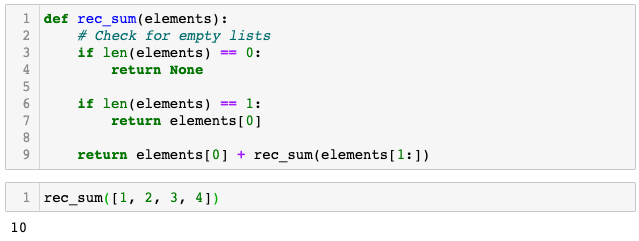 1 def rec_sum(elements):
2     # Check for empty lists
3     if len(elements) == 0:
4         return None
5
6     if len(elements) == 1:
7         return elements[0]
8
9     return elements[0] + rec_sum(elements[1:])
1 rec_sum([1, 2, 3, 4])
10